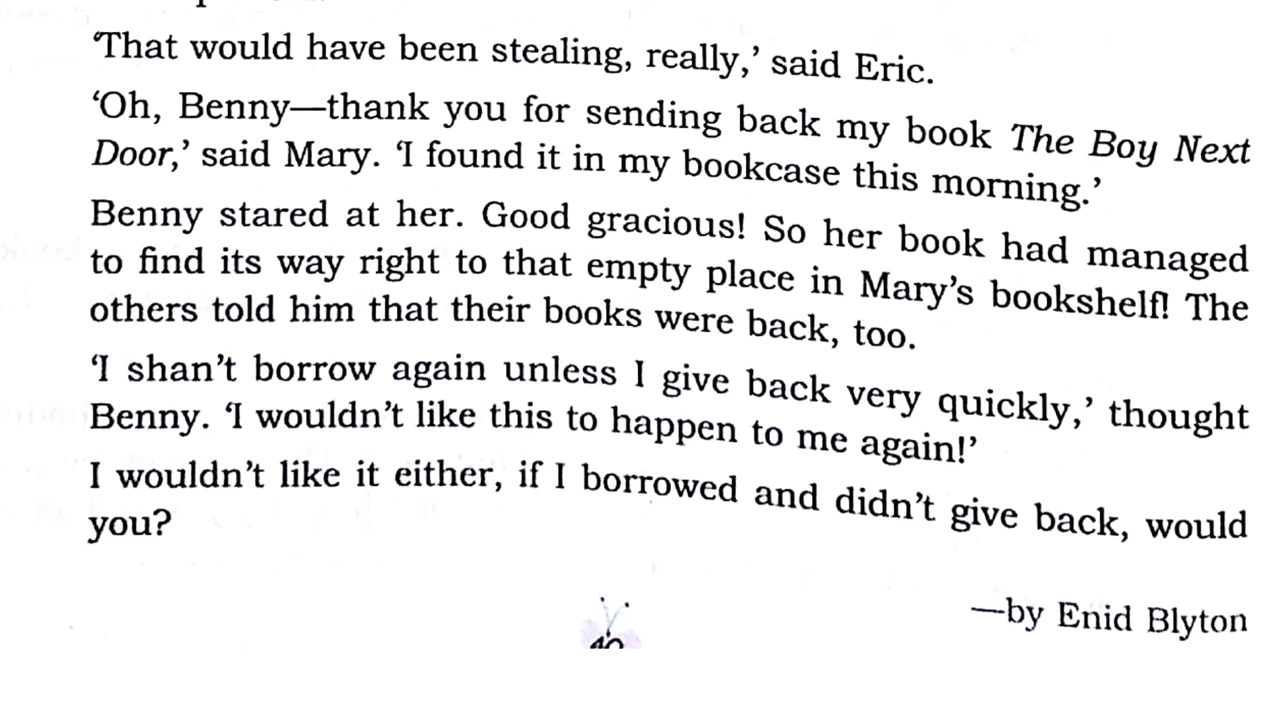 ‘That would have been stealing, really,’ said Eric.
‘Oh, Benny—thank you for sending back my book The Boy Next
Door,’ said Mary. ‘I found it in my bookcase this morning.’
Benny stared at her. Good gracious! So her book had managed
to find its way right to that empty place in Mary’s bookshelf! The
others told him that their books were back, too.
‘I shan’t borrow again unless I give back very quickly,’ thought
Benny. ‘I wouldn’t like this to happen to me again!’
I wouldn’t like it either, if I borrowed and didn’t give back, would
you?
—by Enid Blyton